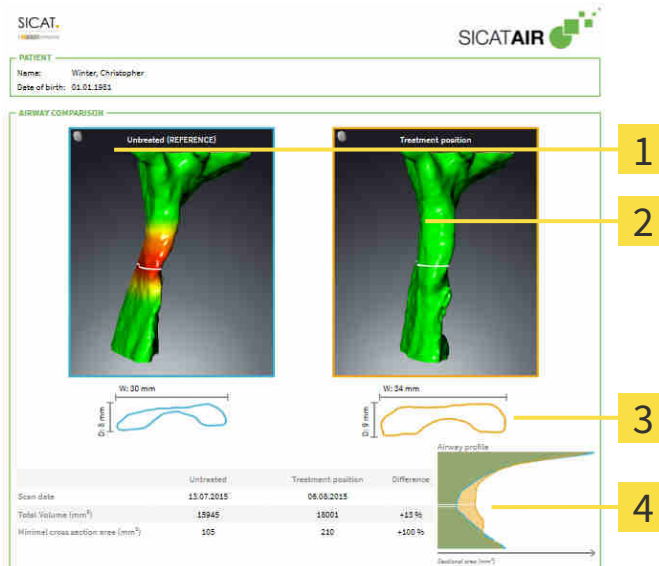 SICAT.
SICATAIR
PATIENT
Name: Winter, Christopher
Date of birth: 01.01.1981
AIRWAY COMPARISON
Untreated (REFERENCE)
Treatment position
1
2
W: 30 mm
D: 8 mm
W: 34 mm
D: 9 mm
3
Airway profile
Untreated Treatment position Difference
Scan date 13.07.2015 06.08.2015
Total Volume (mm³) 15945 18001 +13 %
Minimal cross section area (mm²) 105 210 +100 %
4
Sectional area (mm²)